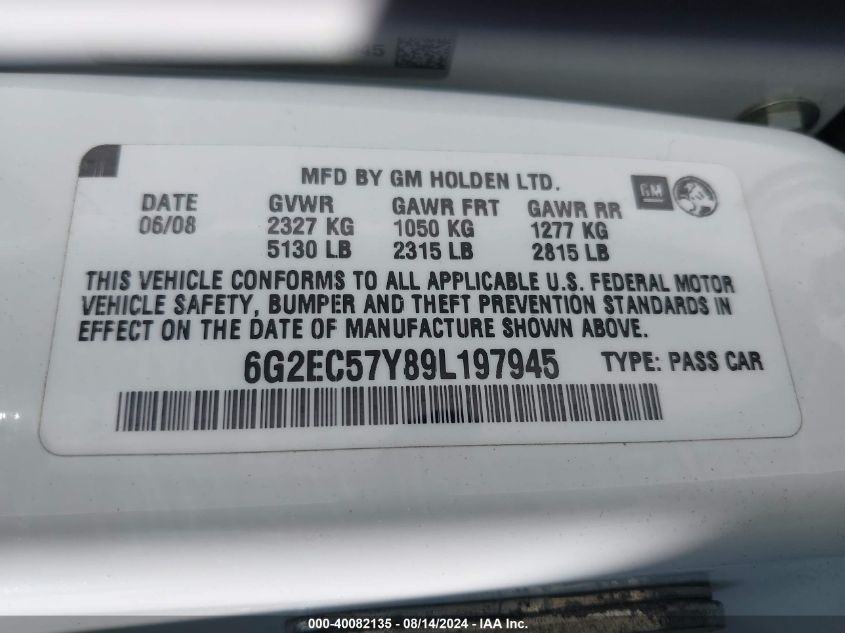 45
MFD BY GM HOLDEN LTD.
GM
DATE GVWR GAWR FRT GAWR RR
06/08 2327 KG 1050 KG 1277 KG
5130 LB 2315 LB 2815 LB
THIS VEHICLE CONFORMS TO ALL APPLICABLE U.S. FEDERAL MOTOR
VEHICLE SAFETY, BUMPER AND THEFT PREVENTION STANDARDS IN
EFFECT ON THE DATE OF MANUFACTURE SHOWN ABOVE.
6G2EC57Y89L197945 TYPE: PASS CAR
000-40082135 - 08/14/2024 - IAA Holdings, LLC.